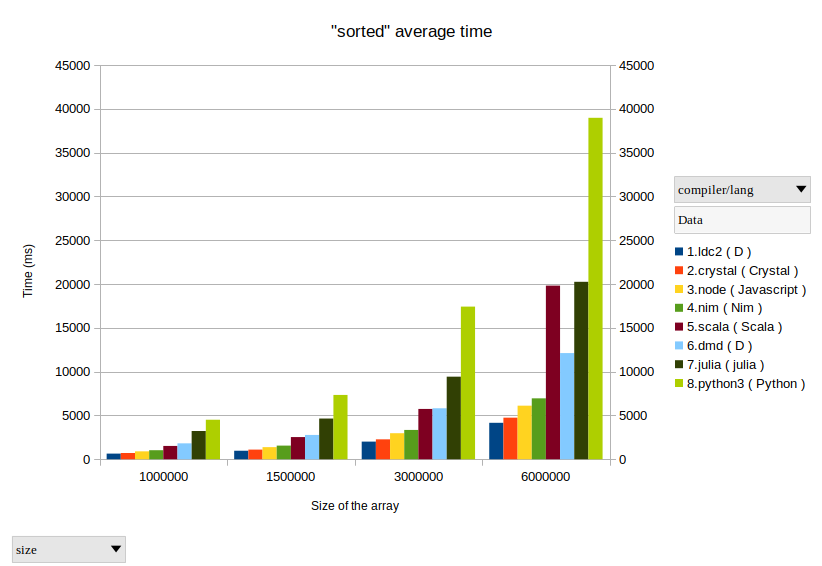 "sorted" average time
45000
40000
35000
30000
25000
20000
15000
10000
5000
0
45000
40000
35000
30000
25000
20000
15000
10000
5000
0
Time (ms)
1000000
1500000
3000000
6000000
Size of the array
compiler/lang
Data
1.ldc2 ( D )
2.crystal ( Crystal )
3.node ( Javascript )
4.nim ( Nim )
5.scala ( Scala )
6.dmd ( D )
7.julia ( julia )
8.python3 ( Python )
size